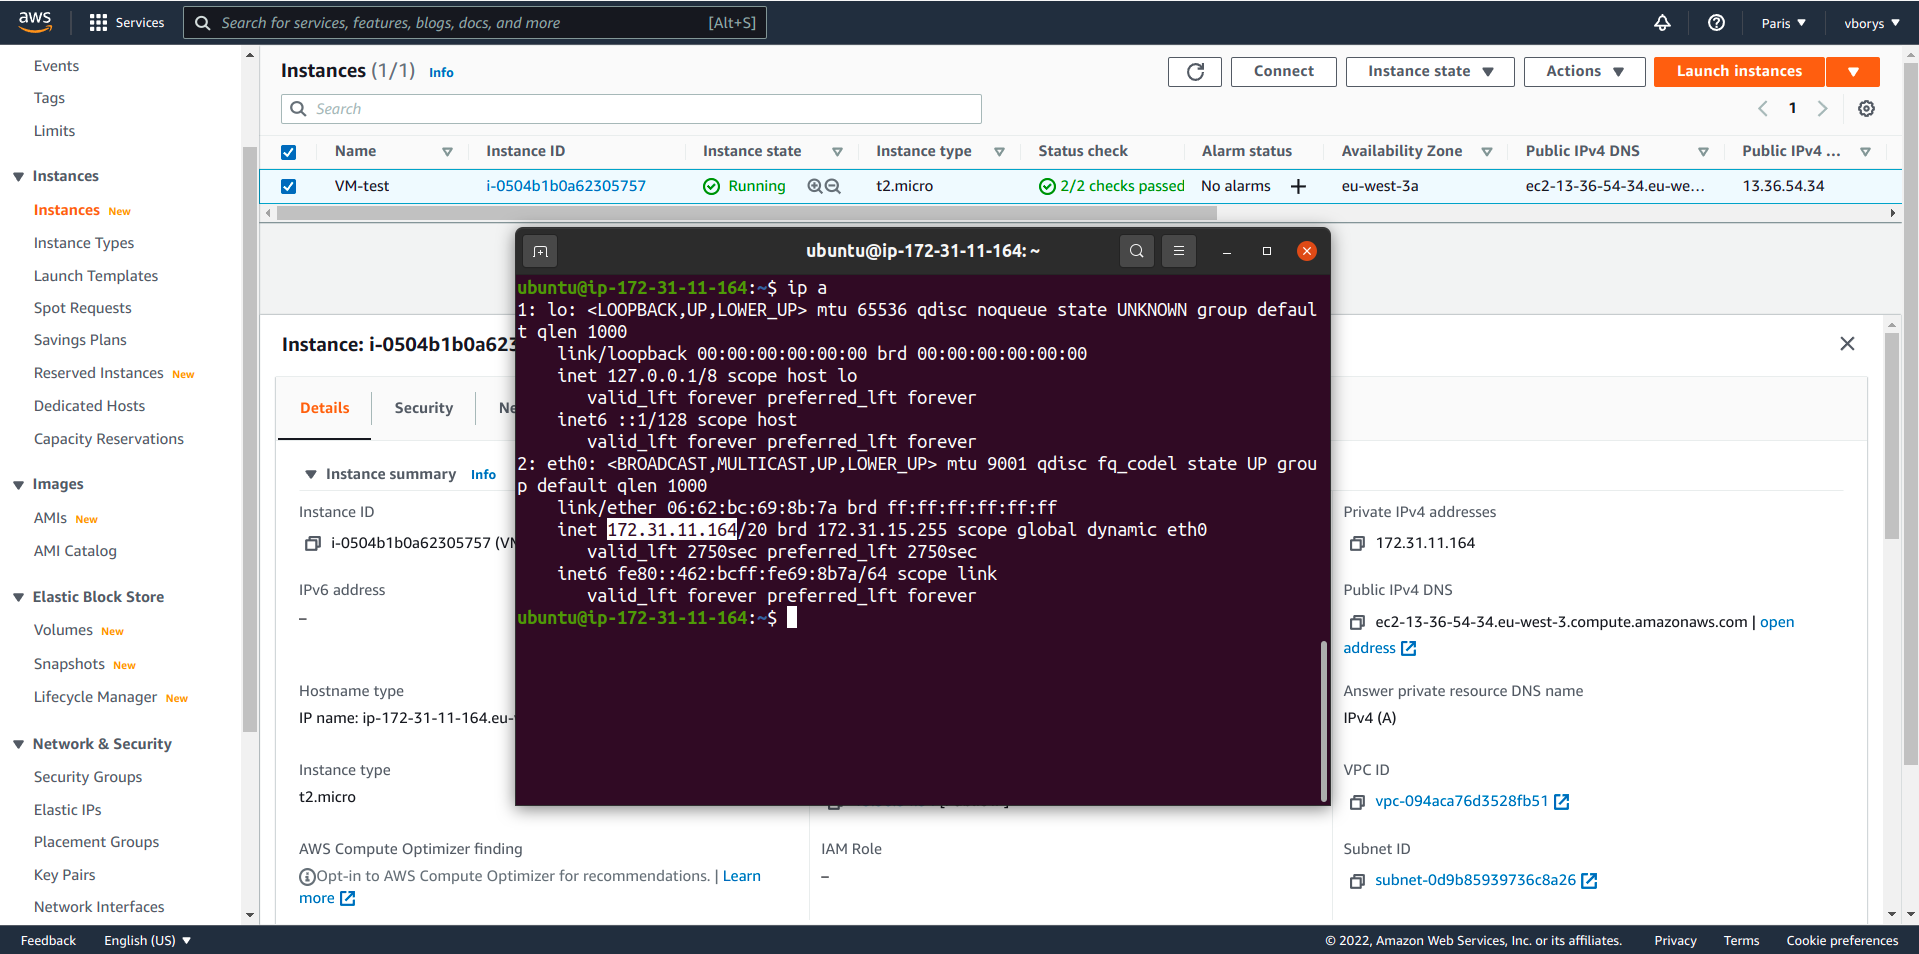 aws Services Search for services, features, blogs, docs, and more [Alt+S] Paris ▼ vborys ▼
Events
Tags
Limits
Instances
Instances New
Instance Types
Launch Templates
Spot Requests
Savings Plans
Reserved Instances New
Dedicated Hosts
Capacity Reservations
Images
AMIs New
AMI Catalog
Elastic Block Store
Volumes New
Snapshots New
Lifecycle Manager New
Network & Security
Security Groups
Elastic IPs
Placement Groups
Key Pairs
Network Interfaces
Instances (1/1) Info Connect Instance state ▼ Actions ▼ Launch instances ▼
Search 1
Name Instance ID Instance state Instance type Status check Alarm status Availability Zone Public IPv4 DNS Public IPv4 ...
VM-test i-0504b1b0a62305757 Running t2.micro 2/2 checks passed No alarms + eu-west-3a ec2-13-36-54-34.eu-we... 13.36.54.34
ubuntu@ip-172-31-11-164: ~
ubuntu@ip-172-31-11-164:~$ ip a
1: lo: <LOOPBACK,UP,LOWER_UP> mtu 65536 qdisc noqueue state UNKNOWN group defaul
t qlen 1000
link/loopback 00:00:00:00:00:00 brd 00:00:00:00:00:00
inet 127.0.0.1/8 scope host lo
valid_lft forever preferred_lft forever
inet6 ::1/128 scope host
valid_lft forever preferred_lft forever
2: eth0: <BROADCAST,MULTICAST,UP,LOWER_UP> mtu 9001 qdisc fq_codel state UP grou
p default qlen 1000
link/ether 06:62:bc:69:8b:7a brd ff:ff:ff:ff:ff:ff
inet 172.31.11.164/20 brd 172.31.15.255 scope global dynamic eth0
valid_lft 2750sec preferred_lft 2750sec
inet6 fe80::462:bcff:fe69:8b7a/64 scope link
valid_lft forever preferred_lft forever
ubuntu@ip-172-31-11-164:~$
Instance: i-0504b1b0a623
Details Security Ne
Instance summary Info
Instance ID
i-0504b1b0a62305757 (VM
IPv6 address
–
Hostname type
IP name: ip-172-31-11-164.eu-
Instance type
t2.micro
AWS Compute Optimizer finding
Opt-in to AWS Compute Optimizer for recommendations. | Learn
more
IAM Role
–
Private IPv4 addresses
172.31.11.164
Public IPv4 DNS
ec2-13-36-54-34.eu-west-3.compute.amazonaws.com | open
address
Answer private resource DNS name
IPv4 (A)
VPC ID
vpc-094aca76d3528fb51
Subnet ID
subnet-0d9b85939736c8a26
Feedback English (US) ▼ © 2022, Amazon Web Services, Inc. or its affiliates. Privacy Terms Cookie preferences